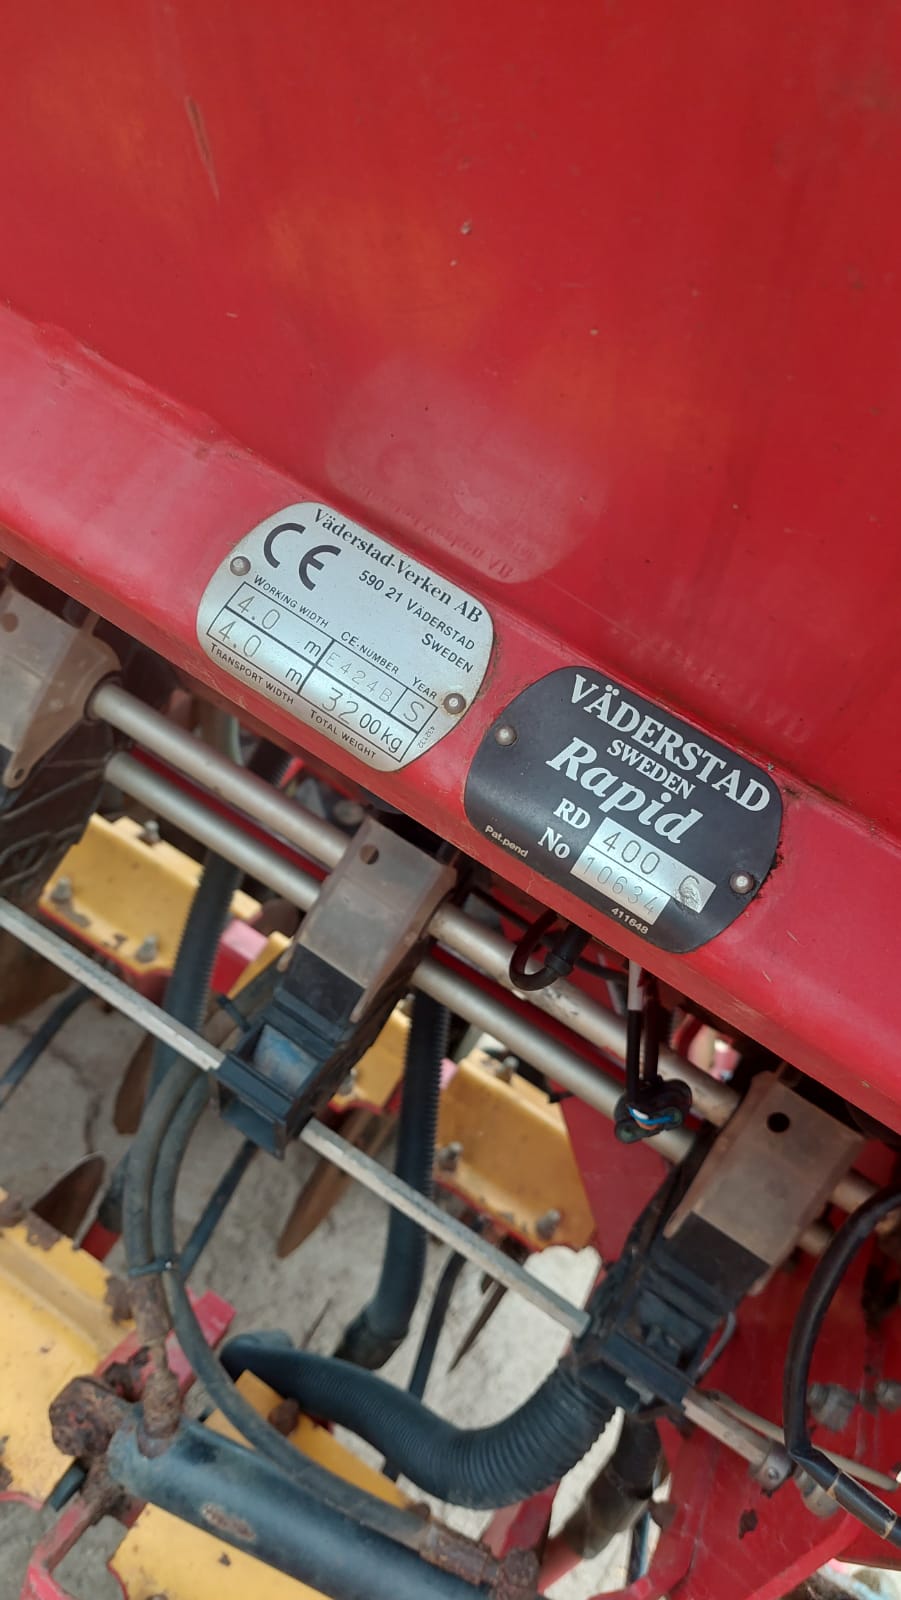 Väderstad-Verken AB
CE
590 21 VÄDERSTAD
SWEDEN
WORKING WIDTH
4.0 m
CE-NUMBER
E424B
YEAR
S
4.0 m
3200 kg
TRANSPORT WIDTH
TOTAL WEIGHT
VÄDERSTAD
SWEDEN
Rapid
RD 400 C
No 10634
Pat.pend
411648